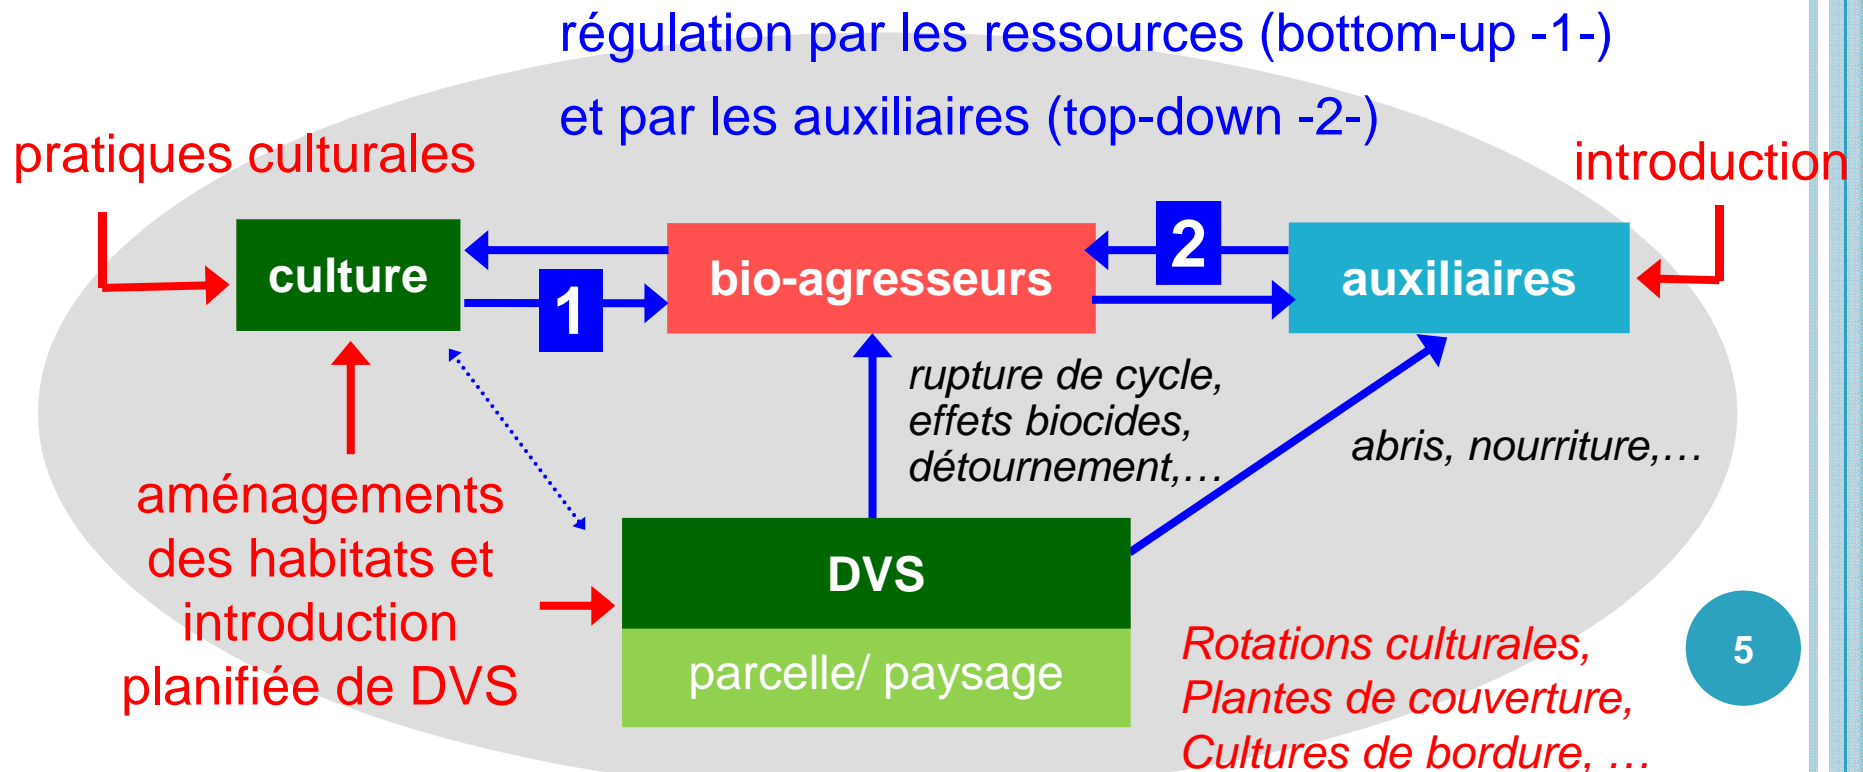 régulation par les ressources (bottom-up -1-)
et par les auxiliaires (top-down -2-)
pratiques culturales
introduction
culture
1
bio-agresseurs
2
auxiliaires
rupture de cycle,
effets biocides,
détournement,…
abris, nourriture,…
aménagements
des habitats et
introduction
planifiée de DVS
DVS
parcelle/ paysage
Rotations culturales,
Plantes de couverture,
Cultures de bordure, …
5